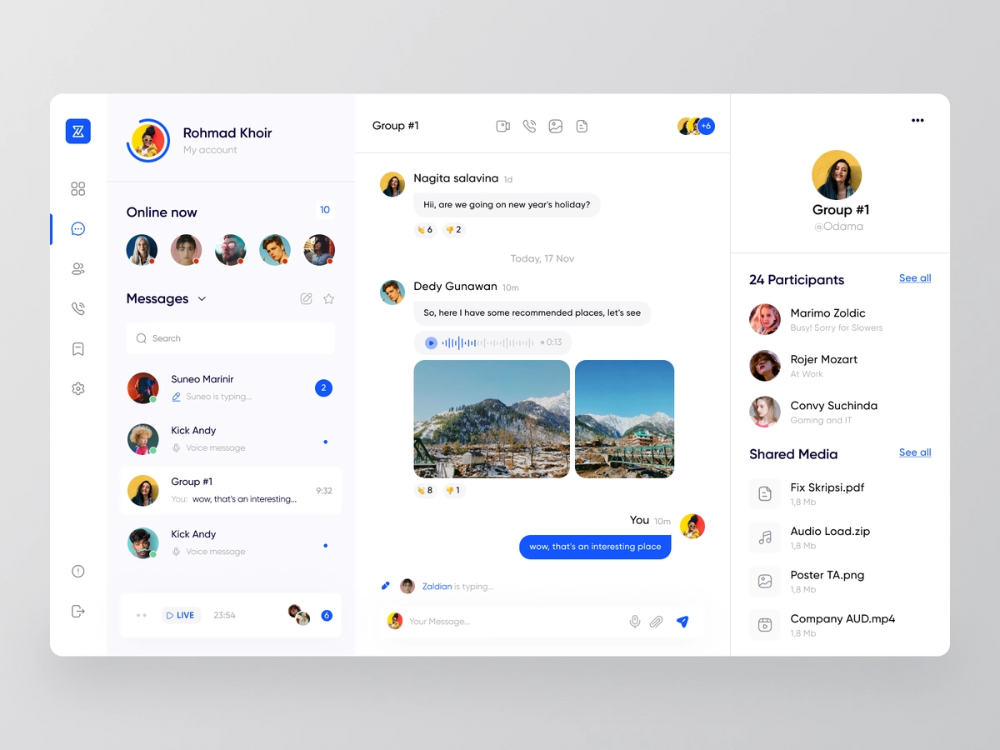 Rohmad Khoir
My account
Online now
10
Messages
Search
Suneo Marinir
Suneo is typing...
2
Kick Andy
Voice message
Group #1
You: wow, that's an interesting...
9:32
Kick Andy
Voice message
LIVE
23:54
6
Group #1
+6
Nagita salavina 1d
Hii, are we going on new year's holiday?
6
2
Today, 17 Nov
Dedy Gunawan 10m
So, here I have some recommended places, let's see
0:13
8
1
You 10m
wow, that's an interesting place
Zaldian is typing...
Your Message...
Group #1
@Odama
24 Participants
See all
Marimo Zoldic
Busy! Sorry for Slowers
Rojer Mozart
At Work
Convy Suchinda
Gaming and IT
Shared Media
See all
Fix Skripsi.pdf
1,8 Mb
Audio Load.zip
1,8 Mb
Poster TA.png
1,8 Mb
Company AUD.mp4
1,8 Mb